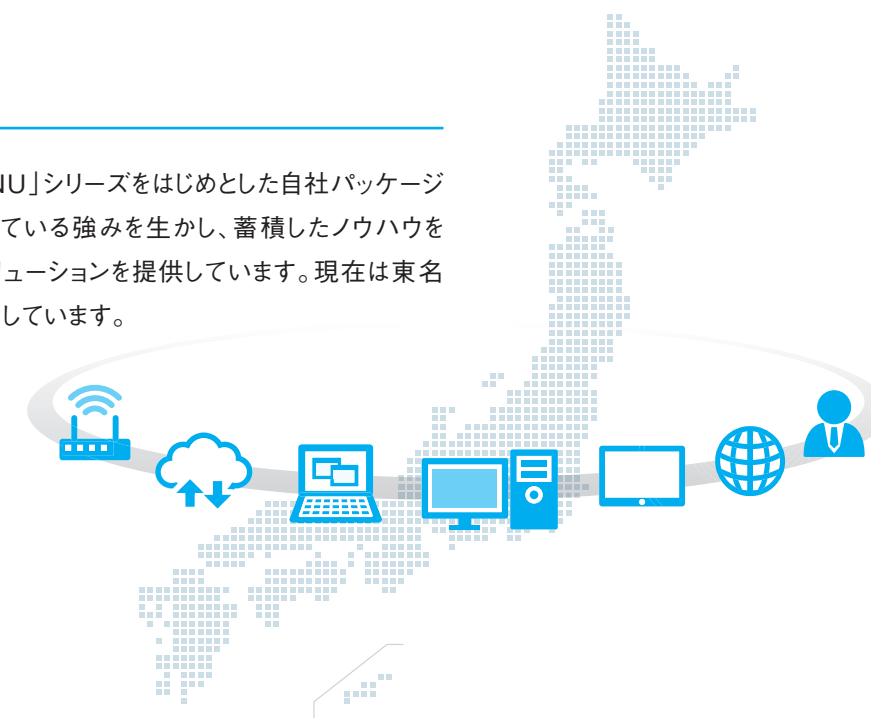 NU」シリーズをはじめとした自社パッケージ
ている強みを生かし、蓄積したノウハウを
リューションを提供しています。現在は東名
しています。